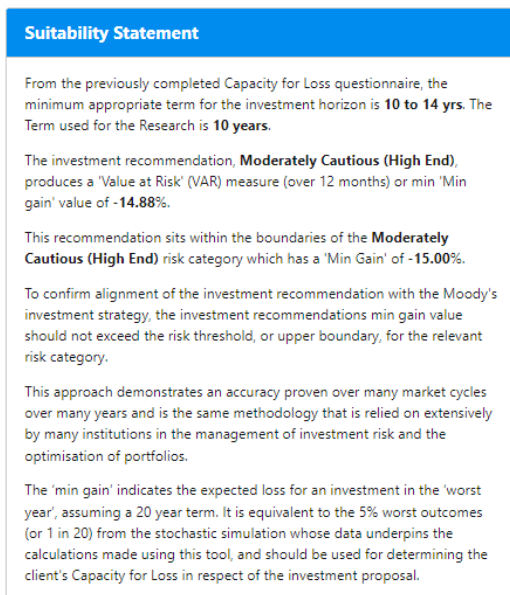 Suitability Statement
From the previously completed Capacity for Loss questionnaire, the
minimum appropriate term for the investment horizon is 10 to 14 yrs. The
Term used for the Research is 10 years.
The investment recommendation, Moderately Cautious (High End),
produces a 'Value at Risk' (VAR) measure (over 12 months) or min 'Min
gain' value of -14.88%.
This recommendation sits within the boundaries of the Moderately
Cautious (High End) risk category which has a 'Min Gain' of -15.00%.
To confirm alignment of the investment recommendation with the Moody's
investment strategy, the investment recommendations min gain value
should not exceed the risk threshold, or upper boundary, for the relevant
risk category.
This approach demonstrates an accuracy proven over many market cycles
over many years and is the same methodology that is relied on extensively
by many institutions in the management of investment risk and the
optimisation of portfolios.
The 'min gain' indicates the expected loss for an investment in the 'worst
year', assuming a 20 year term. It is equivalent to the 5% worst outcomes
(or 1 in 20) from the stochastic simulation whose data underpins the
calculations made using this tool, and should be used for determining the
client's Capacity for Loss in respect of the investment proposal.